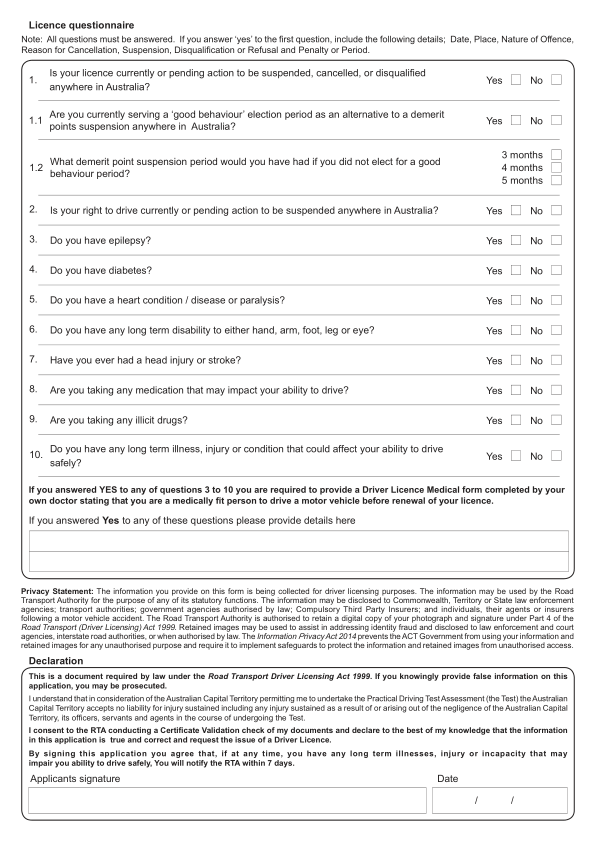 Licence questionnaire
Note: All questions must be answered. If you answer ‘yes’ to the first question, include the following details; Date, Place, Nature of Offence,
Reason for Cancellation, Suspension, Disqualification or Refusal and Penalty or Period.
1. Is your licence currently or pending action to be suspended, cancelled, or disqualified
anywhere in Australia?
Yes No
1.1 Are you currently serving a ‘good behaviour’ election period as an alternative to a demerit
points suspension anywhere in Australia?
Yes No
1.2 What demerit point suspension period would you have had if you did not elect for a good
behaviour period?
3 months
4 months
5 months
2. Is your right to drive currently or pending action to be suspended anywhere in Australia? Yes No
3. Do you have epilepsy? Yes No
4. Do you have diabetes? Yes No
5. Do you have a heart condition / disease or paralysis? Yes No
6. Do you have any long term disability to either hand, arm, foot, leg or eye? Yes No
7. Have you ever had a head injury or stroke? Yes No
8. Are you taking any medication that may impact your ability to drive? Yes No
9. Are you taking any illicit drugs? Yes No
10. Do you have any long term illness, injury or condition that could affect your ability to drive
safely?
Yes No
If you answered YES to any of questions 3 to 10 you are required to provide a Driver Licence Medical form completed by your
own doctor stating that you are a medically fit person to drive a motor vehicle before renewal of your licence.
If you answered Yes to any of these questions please provide details here
Privacy Statement: The information you provide on this form is being collected for driver licensing purposes. The information may be used by the Road
Transport Authority for the purpose of any of its statutory functions. The information may be disclosed to Commonwealth, Territory or State law enforcement
agencies; transport authorities; government agencies authorised by law; Compulsory Third Party Insurers; and individuals, their agents or insurers
following a motor vehicle accident. The Road Transport Authority is authorised to retain a digital copy of your photograph and signature under Part 4 of the
Road Transport (Driver Licensing) Act 1999. Retained images may be used to assist in addressing identity fraud and disclosed to law enforcement and court
agencies, interstate road authorities, or when authorised by law. The Information Privacy Act 2014 prevents the ACT Government from using your information and
retained images for any unauthorised purpose and require it to implement safeguards to protect the information and retained images from unauthorised access.
Declaration
This is a document required by law under the Road Transport Driver Licensing Act 1999. If you knowingly provide false information on this
application, you may be prosecuted.
I understand that in consideration of the Australian Capital Territory permitting me to undertake the Practical Driving Test Assessment (the Test) the Australian
Capital Territory accepts no liability for injury sustained including any injury sustained as a result of or arising out of the negligence of the Australian Capital
Territory, its officers, servants and agents in the course of undergoing the Test.
I consent to the RTA conducting a Certificate Validation check of my documents and declare to the best of my knowledge that the information
in this application is true and correct and request the issue of a Driver Licence.
By signing this application you agree that, if at any time, you have any long term illnesses, injury or incapacity that may
impair you ability to drive safely, You will notify the RTA within 7 days.
Applicants signature Date
/ /